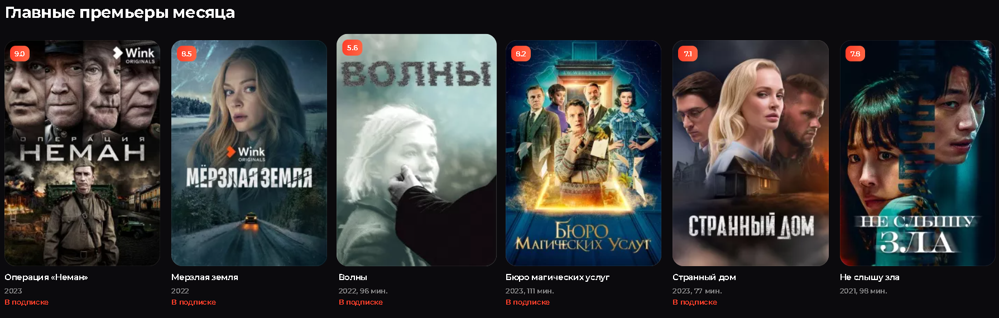 Главные премьеры месяца
9.0
Wink
ORIGINALS
ОПЕРАЦИЯ
НЕМАН
Операция «Неман»
2023
В подписке
8.5
Wink
ORIGINALS
МЁРЗЛАЯ ЗЕМЛЯ
Мерзлая земля
2022
В подписке
5.6
ВОЛНЫ
Волны
2022, 96 мин.
В подписке
8.2
J.W. WELLS & CO.
БЮРО
МАГИЧЕСКИХ УСЛУГ
Бюро магических услуг
2023, 111 мин.
В подписке
7.1
СТРАННЫЙ ДОМ
Странный дом
2023, 77 мин.
В подписке
7.8
НЕ СЛЫШУ
ЗЛА
Не слышу зла
2021, 98 мин.